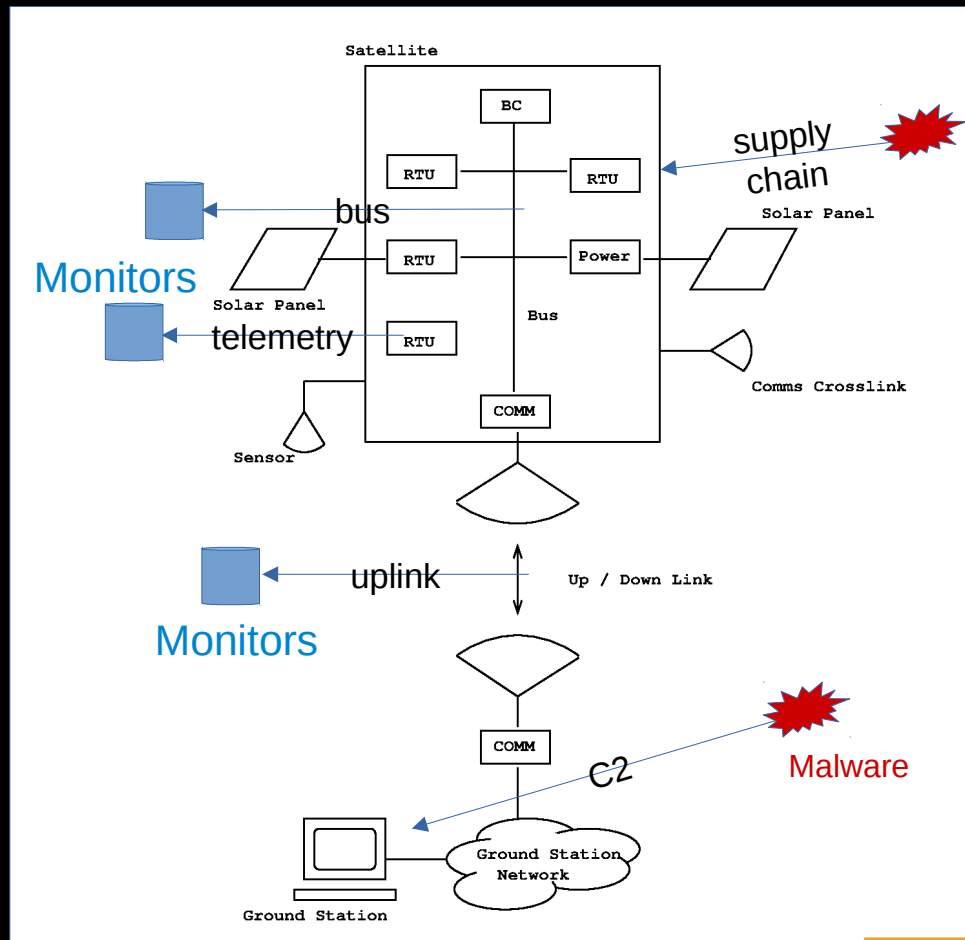 Satellite
BC
supply
chain
RTU
RTU
bus
Solar Panel
Monitors
RTU
Power
Solar Panel
Bus
telemetry
RTU
Comms Crosslink
COMM
Sensor
uplink
Up / Down Link
Monitors
COMM
C2
Malware
Ground Station
Network
Ground Station